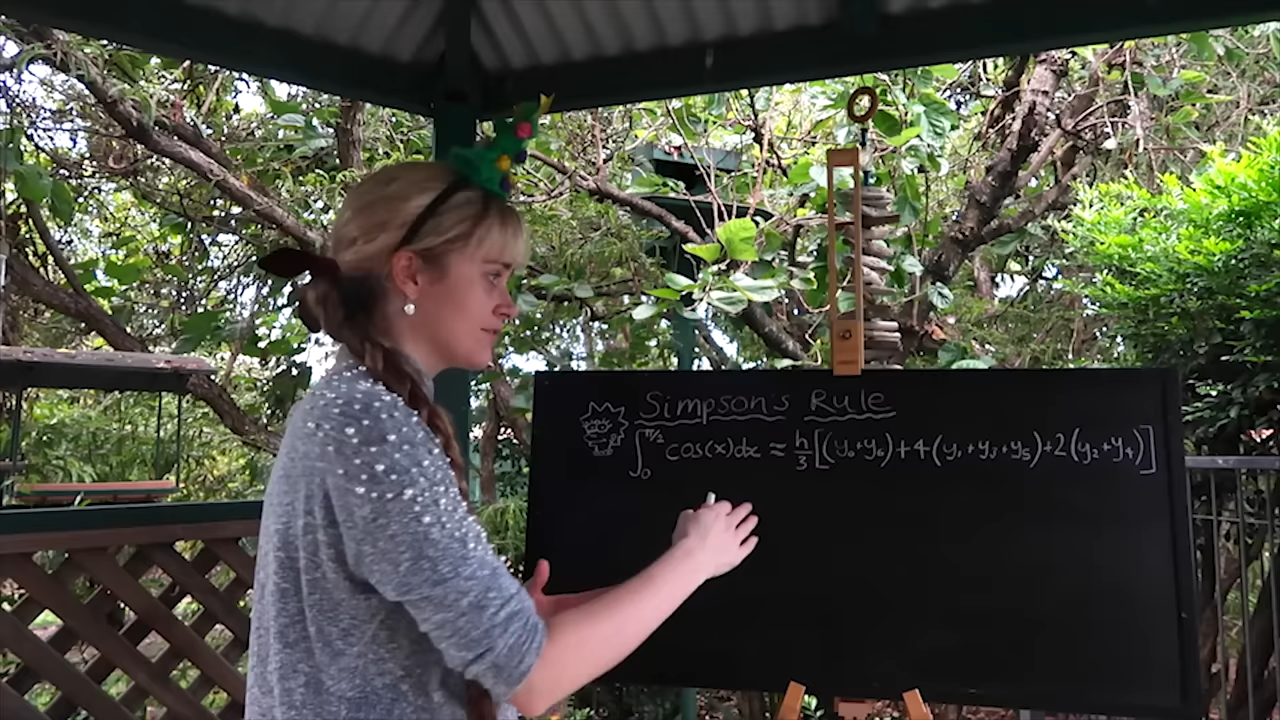 Simpson's Rule
∫₀^(π/2) cos(x)dx ≈ h/3[(y₀+y₆)+4(y₁+y₃+y₅)+2(y₂+y₄)]